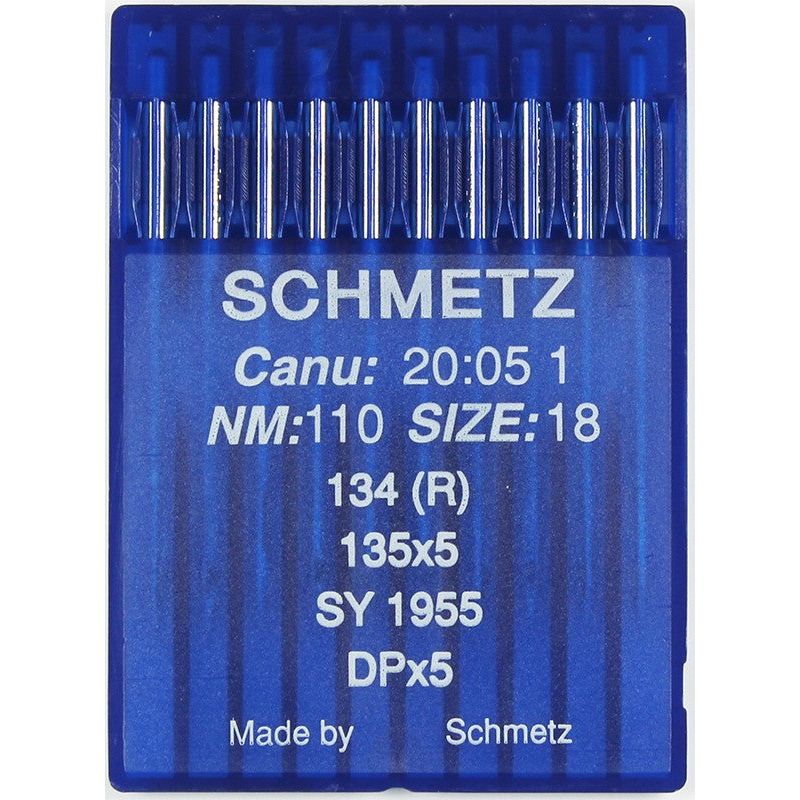 SCHMETZ
Canu: 20:05 1
NM:110 SIZE:18
134 (R)
135x5
SY 1955
DPx5
Made by Schmetz